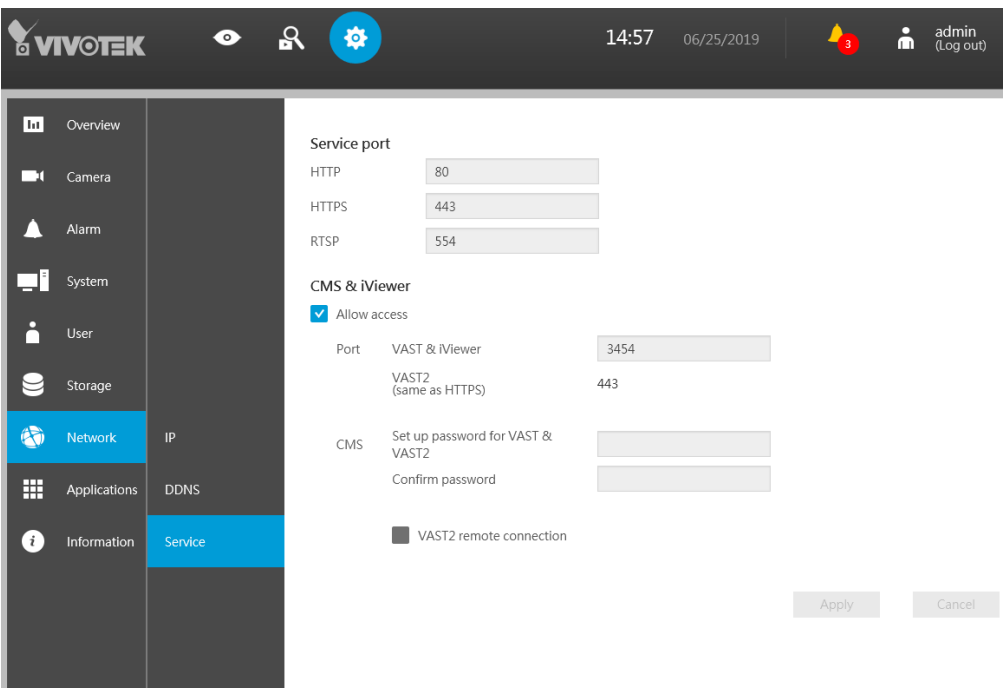 VIVOTEK
14:57
06/25/2019
3
admin
(Log out)
Overview
Camera
Alarm
System
User
Storage
Network
Applications
Information
IP
DDNS
Service
Service port
HTTP 80
HTTPS 443
RTSP 554
CMS & iViewer
Allow access
Port VAST & iViewer 3454
VAST2
(same as HTTPS) 443
CMS Set up password for VAST &
VAST2
Confirm password
VAST2 remote connection
Apply Cancel